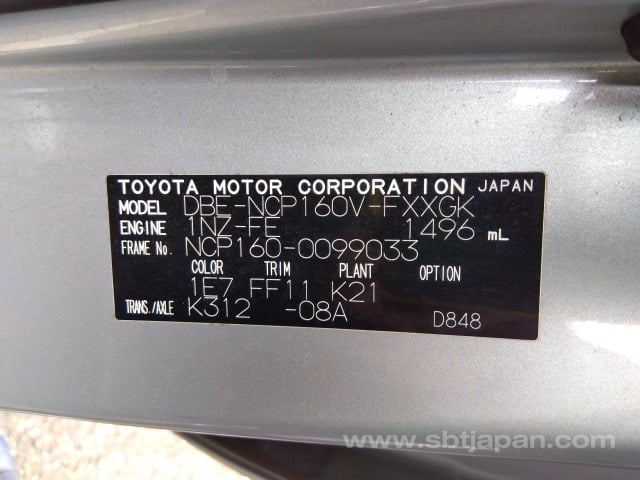 TOYOTA MOTOR CORPORATION JAPAN
MODEL DBE-NCP160V-FXXGK
ENGINE 1NZ-FE 1496 mL
FRAME No. NCP160-0099033
COLOR TRIM PLANT OPTION
1E7 FF11 K21
TRANS./AXLE K312 -08A
D848
www.sbtjapan.com